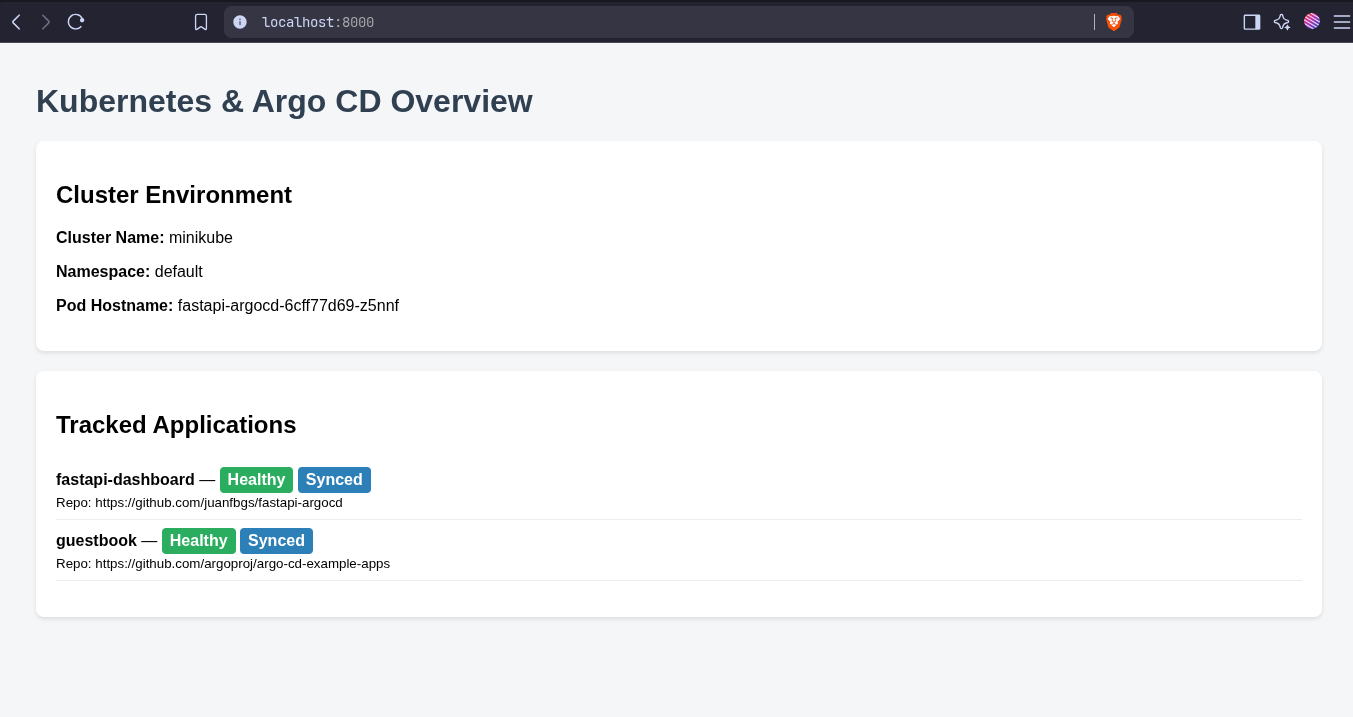 localhost:8000
Kubernetes & Argo CD Overview
Cluster Environment
Cluster Name: minikube
Namespace: default
Pod Hostname: fastapi-argocd-6cff77d69-z5nnf
Tracked Applications
fastapi-dashboard — Healthy Synced
Repo: https://github.com/juanfbgs/fastapi-argocd
guestbook — Healthy Synced
Repo: https://github.com/argoproj/argo-cd-example-apps